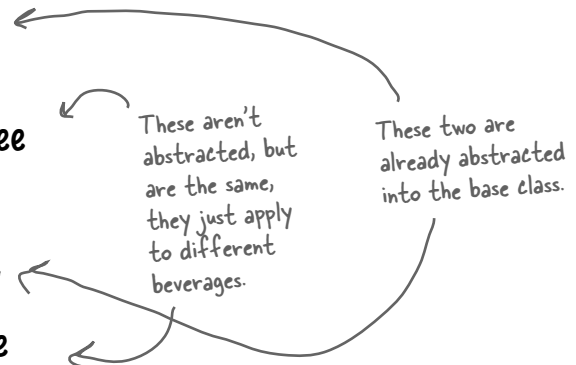 ee
These aren't
abstracted, but
are the same,
they just apply
to different
beverages.
These two are
already abstracted
into the base class.
e